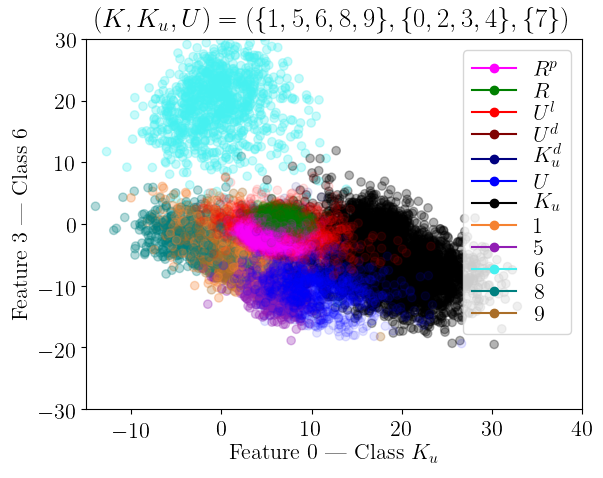 (K, K_u, U) = ({1, 5, 6, 8, 9}, {0, 2, 3, 4}, {7})
30
20
10
0
−10
−20
−30
Feature 3 — Class 6
R^p
R
U^l
U^d
K_u^d
U
K_u
1
5
6
8
9
−10
0
10
20
30
40
Feature 0 — Class K_u